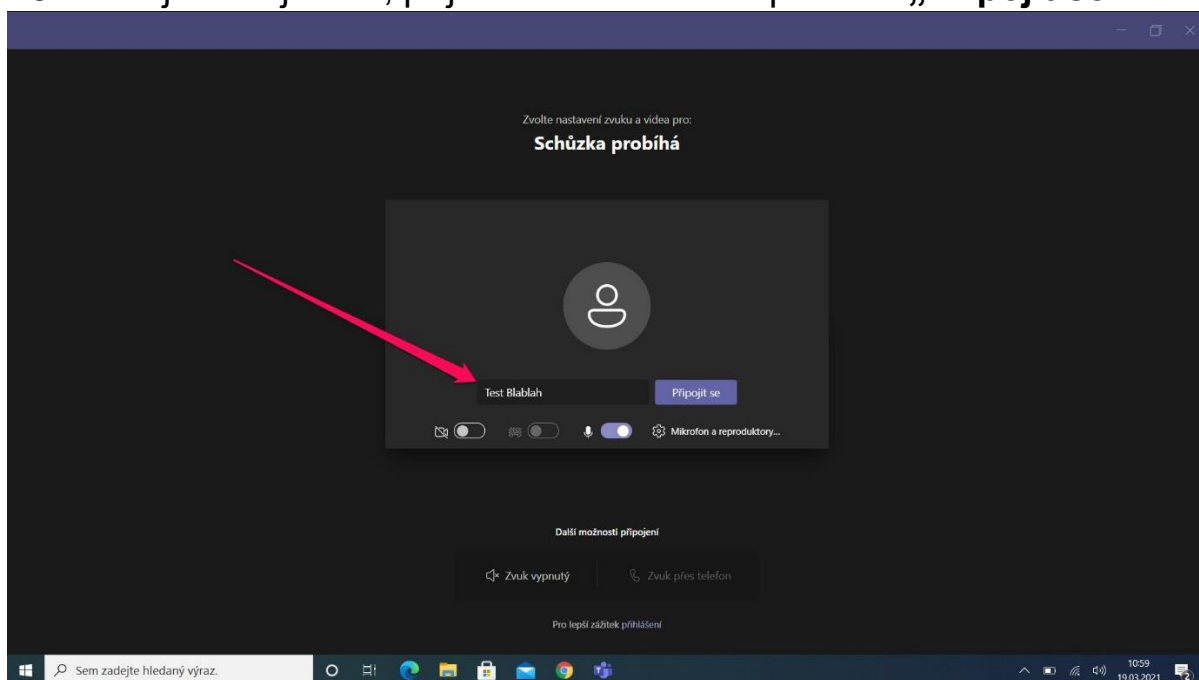 Zvolte nastavení zvuku a videa pro:
Schůzka probíhá
Test Blablah
Připojit se
Mikrofon a reproduktory...
Další možnosti připojení
Zvuk vypnutý
Zvuk přes telefon
Pro lepší zážitek přihlášení
Sem zadejte hledaný výraz.
10:59
19.03.2021
2